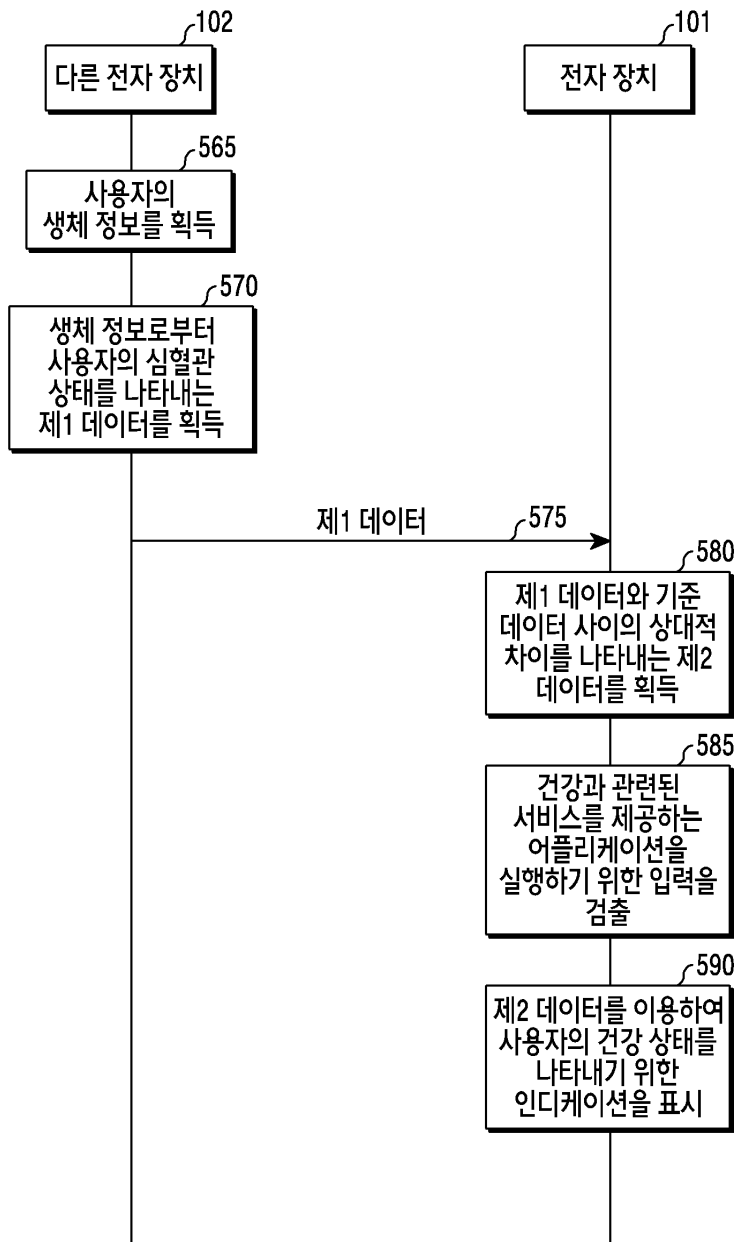 102
다른 전자 장치
101
전자 장치
565
사용자의
생체 정보를 획득
570
생체 정보로부터
사용자의 심혈관
상태를 나타내는
제1 데이터를 획득
제1 데이터
575
580
제1 데이터와 기준
데이터 사이의 상대적
차이를 나타내는 제2
데이터를 획득
585
건강과 관련된
서비스를 제공하는
어플리케이션을
실행하기 위한 입력을
검출
590
제2 데이터를 이용하여
사용자의 건강 상태를
나타내기 위한
인디케이션을 표시